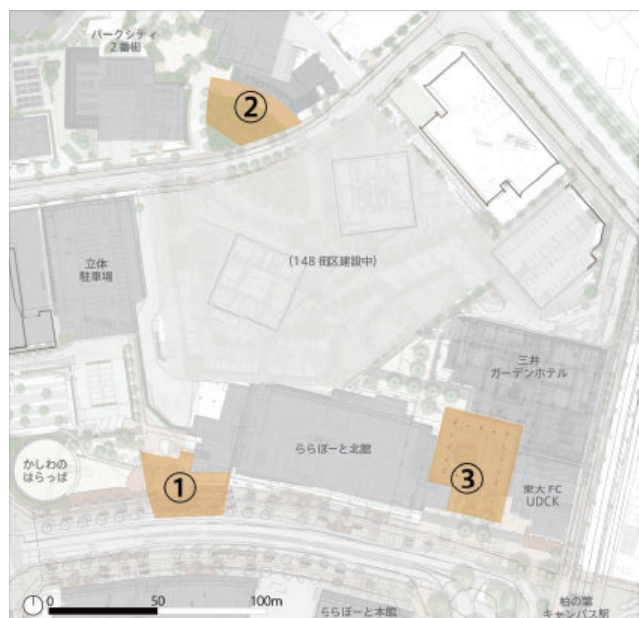 パークシティ
2番街
②
立体
駐車場
(148 街区建設中)
三井
ガーデンホテル
ららぽーと北館
かしわの
はらっぱ
①
③
東大 FC
UDCK
0
50
100m
ららぽーと本館
柏の葉
キャンパス駅